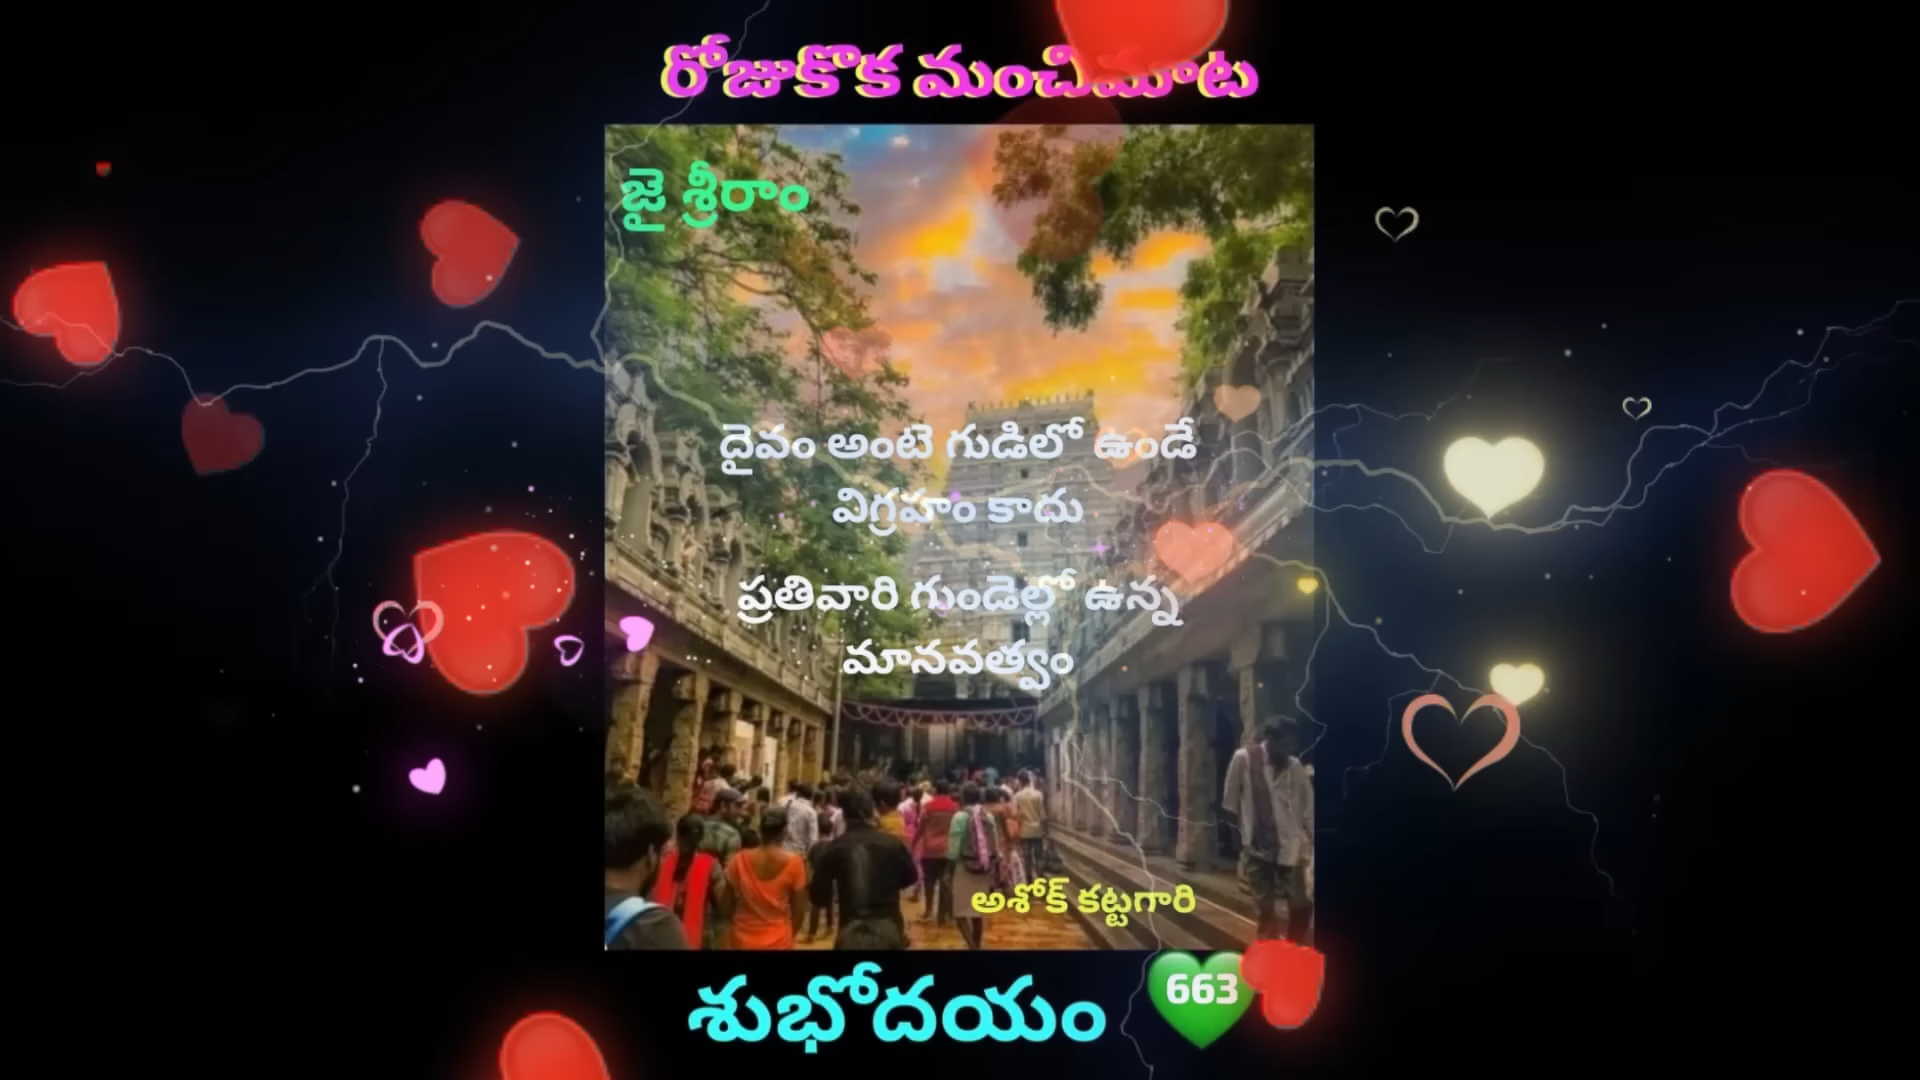 రోజుకొక మంచిమాట
జై శ్రీరాం
దైవం అంటె గుడిలో ఉండే
విగ్రహం కాదు
ప్రతివారి గుండెల్లో ఉన్న
మానవత్వం
అశోక్ కట్టగారి
శుభోదయం
663